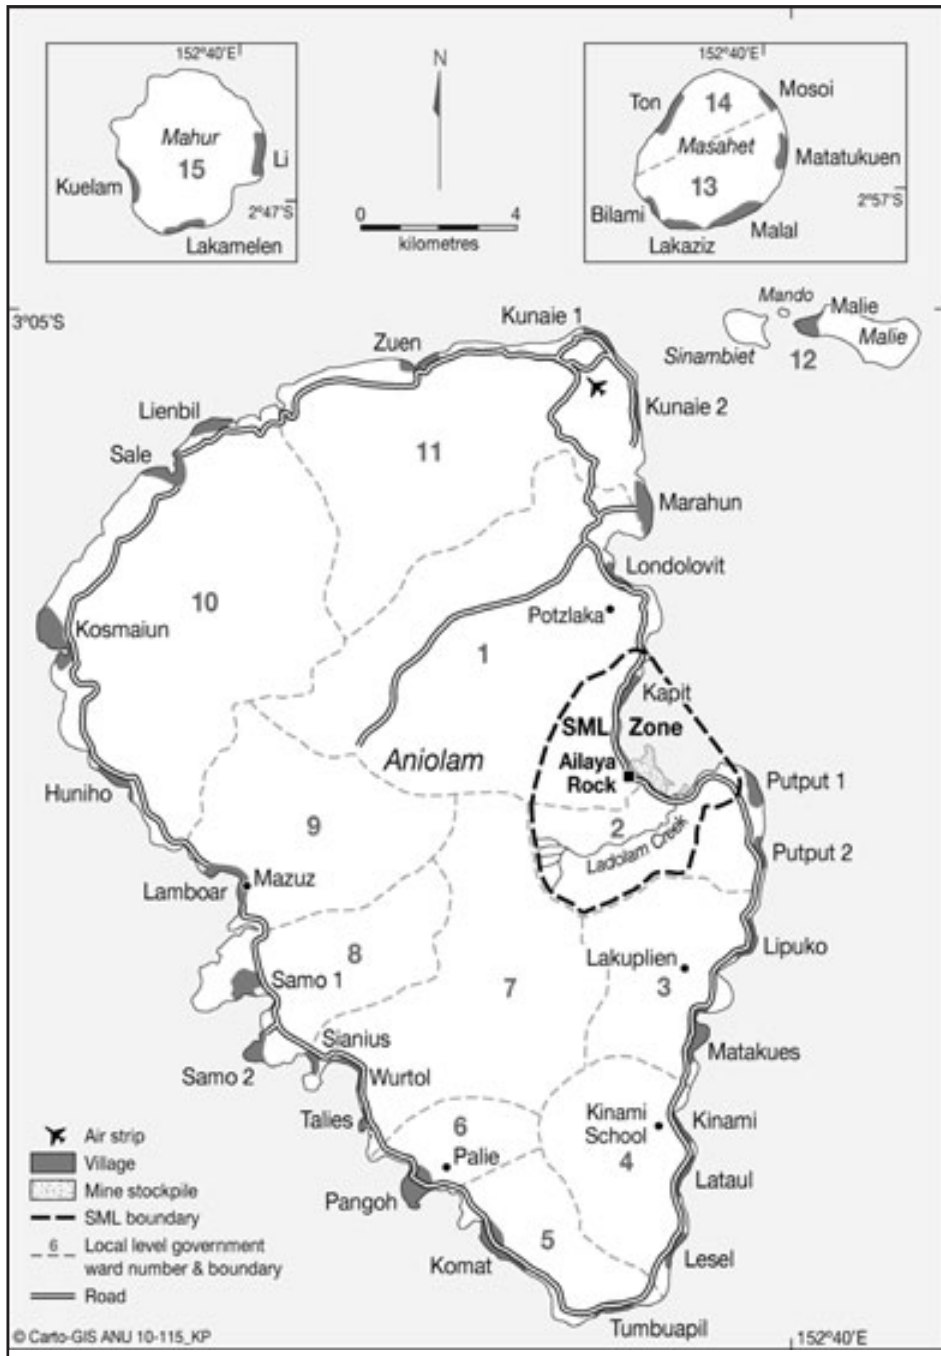 152°40'E
Mahur
15
Li
Kuelam
2°47'S
Lakamelen
N
0 4
kilometres
152°40'E
Mosoi
Ton
14
Masahet
Matatukuen
13
2°57'S
Bilami
Malal
Lakaziz
3°05'S
Mando
Malie
Malie
Sinambiet
12
Kunaie 1
Zuen
Kunaie 2
Lienbil
11
Sale
Marahun
Londolovit
10
Potzlaka
Kosmaiun
1
Kapit
SML Zone
Aniolam
Ailaya
Rock
Putput 1
Huniho
9
2
Ladolam Creek
Putput 2
Lamboar
Mazuz
Lipuko
8
Lakuplien
Samo 1
7
3
Sianius
Matakues
Samo 2
Wurtol
Talies
Kinami
School
Kinami
6
Palie
4
Lataul
Pangoh
5
Komat
Lesel
Tumbuapil
Air strip
Village
Mine stockpile
SML boundary
6 Local level government
ward number & boundary
Road
© Carto-GIS ANU 10-115_KP
152°40'E